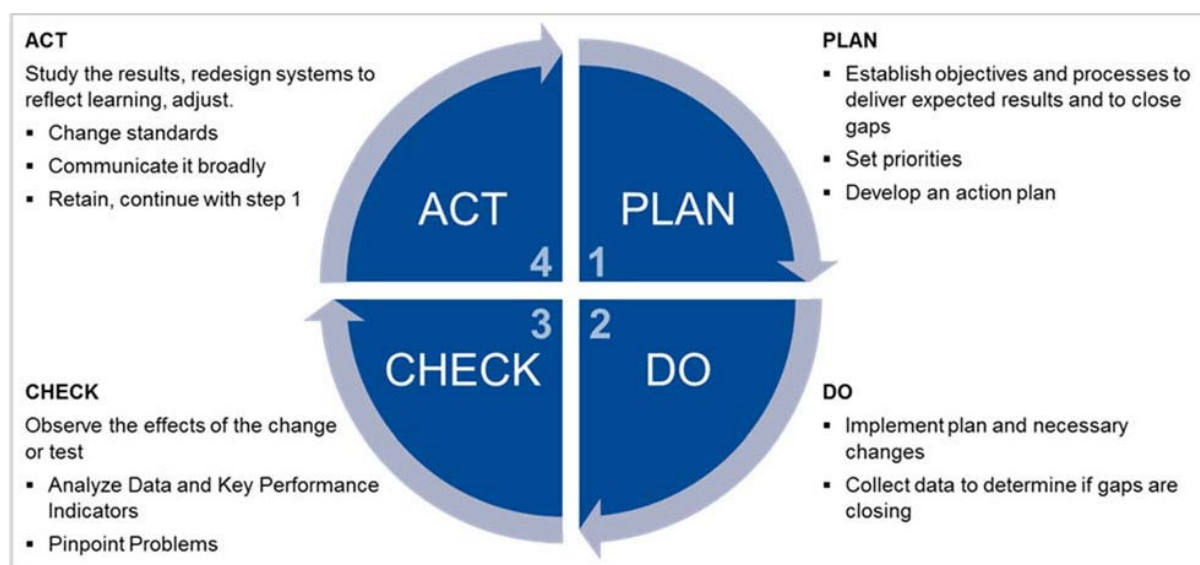 ACT
Study the results, redesign systems to
reflect learning, adjust.
▪ Change standards
▪ Communicate it broadly
▪ Retain, continue with step 1
PLAN
▪ Establish objectives and processes to
deliver expected results and to close
gaps
▪ Set priorities
▪ Develop an action plan
ACT
4
PLAN
1
CHECK
3
DO
2
CHECK
Observe the effects of the change
or test
▪ Analyze Data and Key Performance
Indicators
▪ Pinpoint Problems
DO
▪ Implement plan and necessary
changes
▪ Collect data to determine if gaps are
closing